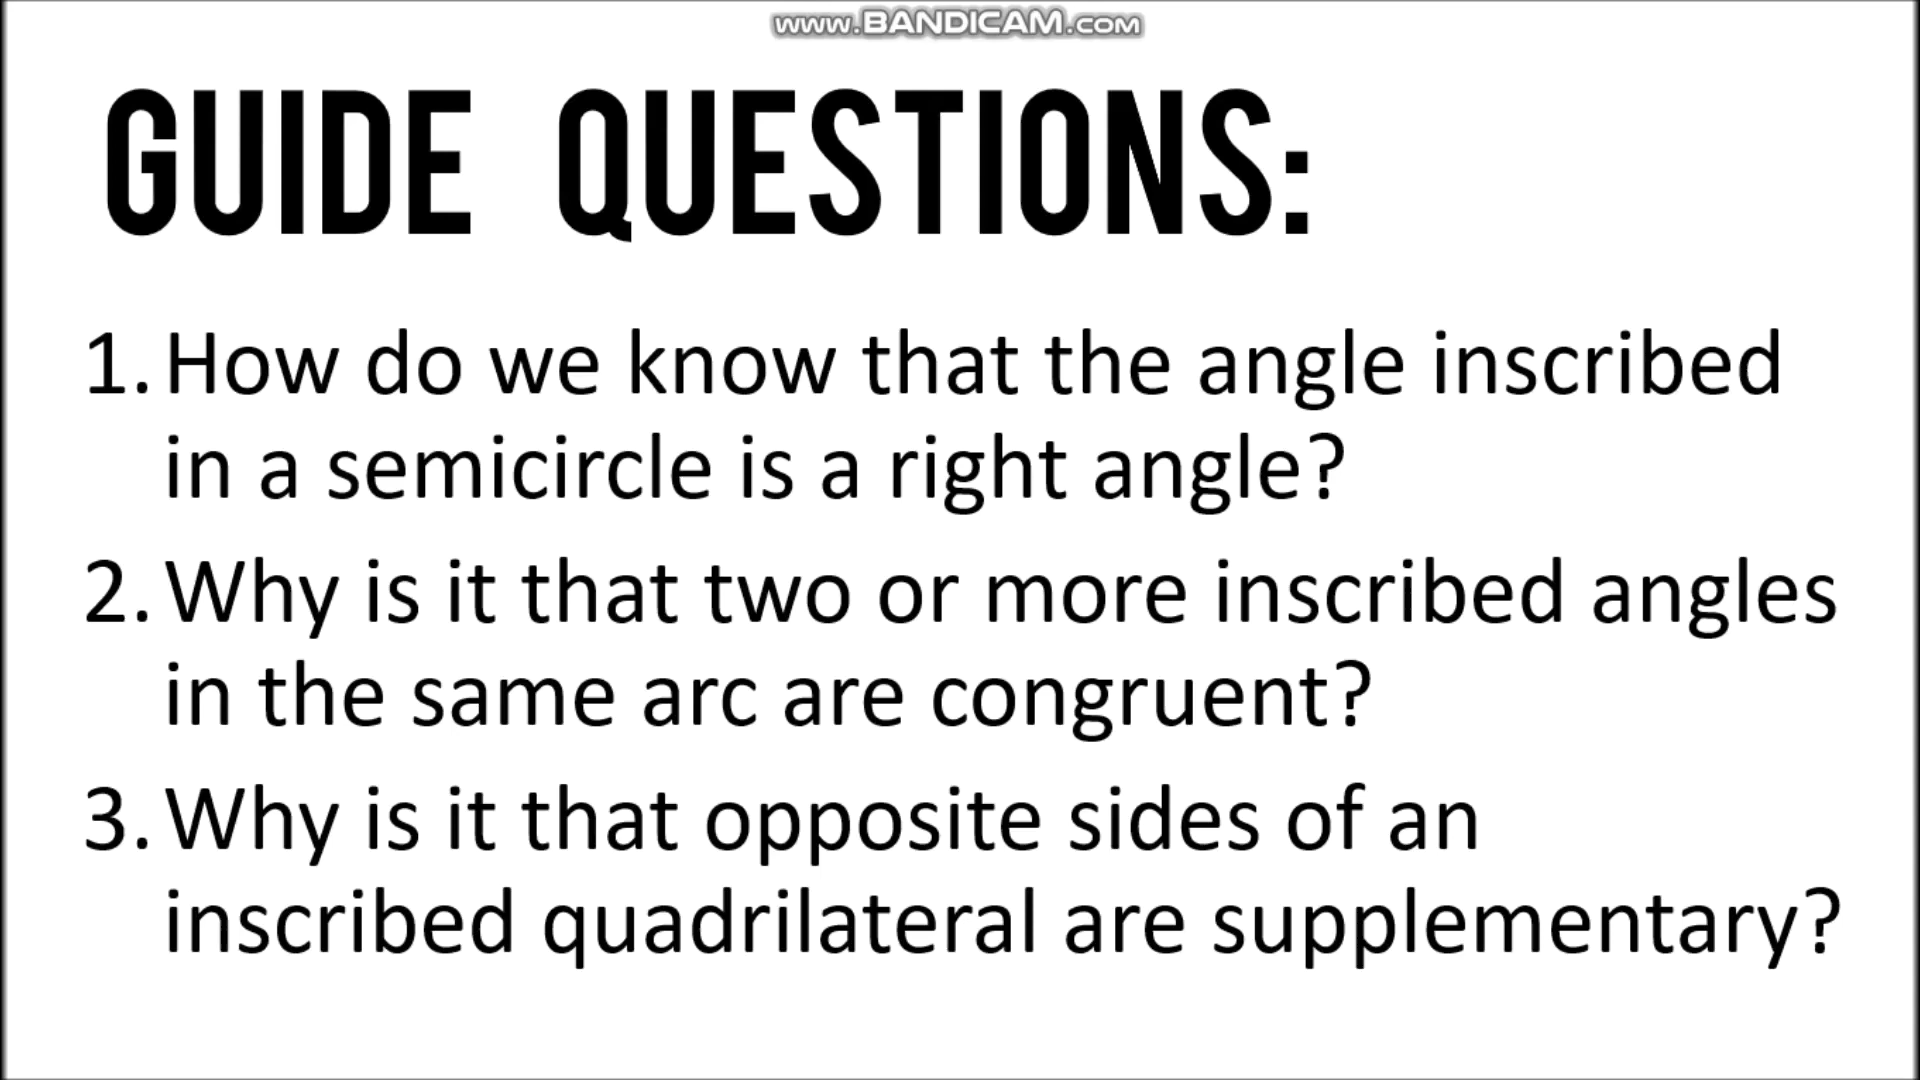 www.BANDICAM.com
GUIDE QUESTIONS:
1. How do we know that the angle inscribed
in a semicircle is a right angle?
2. Why is it that two or more inscribed angles
in the same arc are congruent?
3. Why is it that opposite sides of an
inscribed quadrilateral are supplementary?